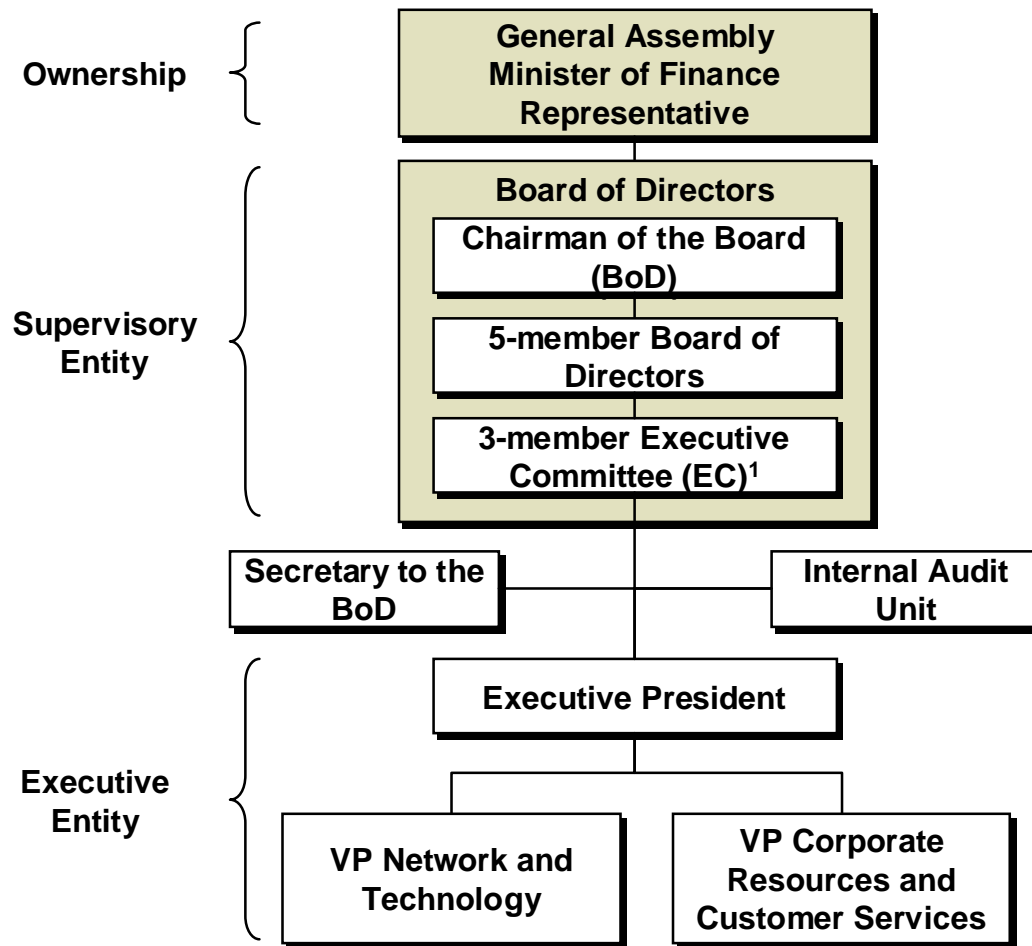 Ownership
General Assembly
Minister of Finance
Representative
Supervisory
Entity
Board of Directors
Chairman of the Board
(BoD)
5-member Board of
Directors
3-member Executive
Committee (EC)¹
Secretary to the
BoD
Internal Audit
Unit
Executive
Entity
Executive President
VP Network and
Technology
VP Corporate
Resources and
Customer Services